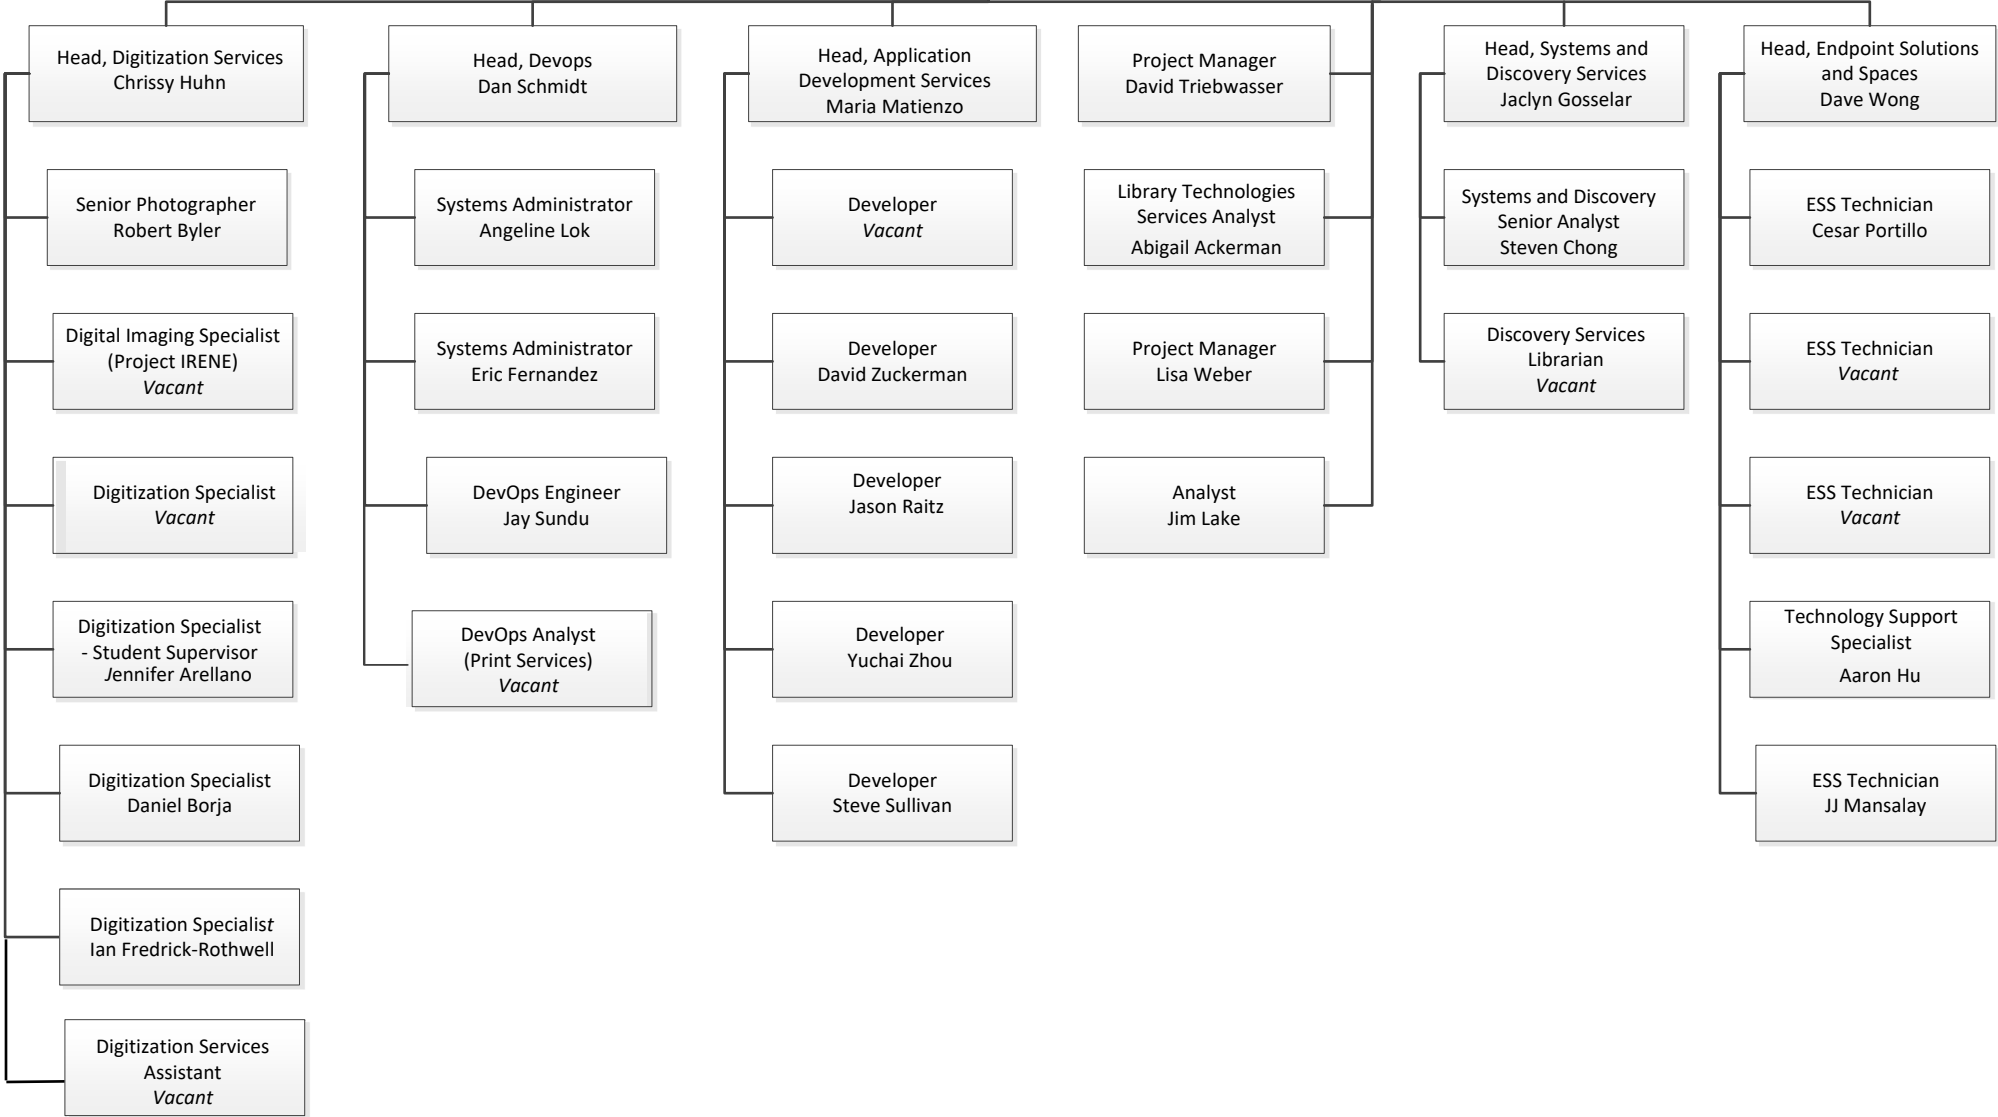 Head, Digitization Services
Chrissy Huhn
Head, Devops
Dan Schmidt
Head, Application
Development Services
Maria Matienzo
Project Manager
David Triebwasser
Head, Systems and
Discovery Services
Jaclyn Gosselar
Head, Endpoint Solutions
and Spaces
Dave Wong
Senior Photographer
Robert Byler
Systems Administrator
Angeline Lok
Developer
Vacant
Library Technologies
Services Analyst
Abigail Ackerman
Systems and Discovery
Senior Analyst
Steven Chong
ESS Technician
Cesar Portillo
Digital Imaging Specialist
(Project IRENE)
Vacant
Systems Administrator
Eric Fernandez
Developer
David Zuckerman
Project Manager
Lisa Weber
Discovery Services
Librarian
Vacant
ESS Technician
Vacant
Digitization Specialist
Vacant
DevOps Engineer
Jay Sundu
Developer
Jason Raitz
Analyst
Jim Lake
ESS Technician
Vacant
Digitization Specialist
- Student Supervisor
Jennifer Arellano
DevOps Analyst
(Print Services)
Vacant
Developer
Yuchai Zhou
Technology Support
Specialist
Aaron Hu
Digitization Specialist
Daniel Borja
Developer
Steve Sullivan
ESS Technician
JJ Mansalay
Digitization Specialist
Ian Fredrick-Rothwell
Digitization Services
Assistant
Vacant